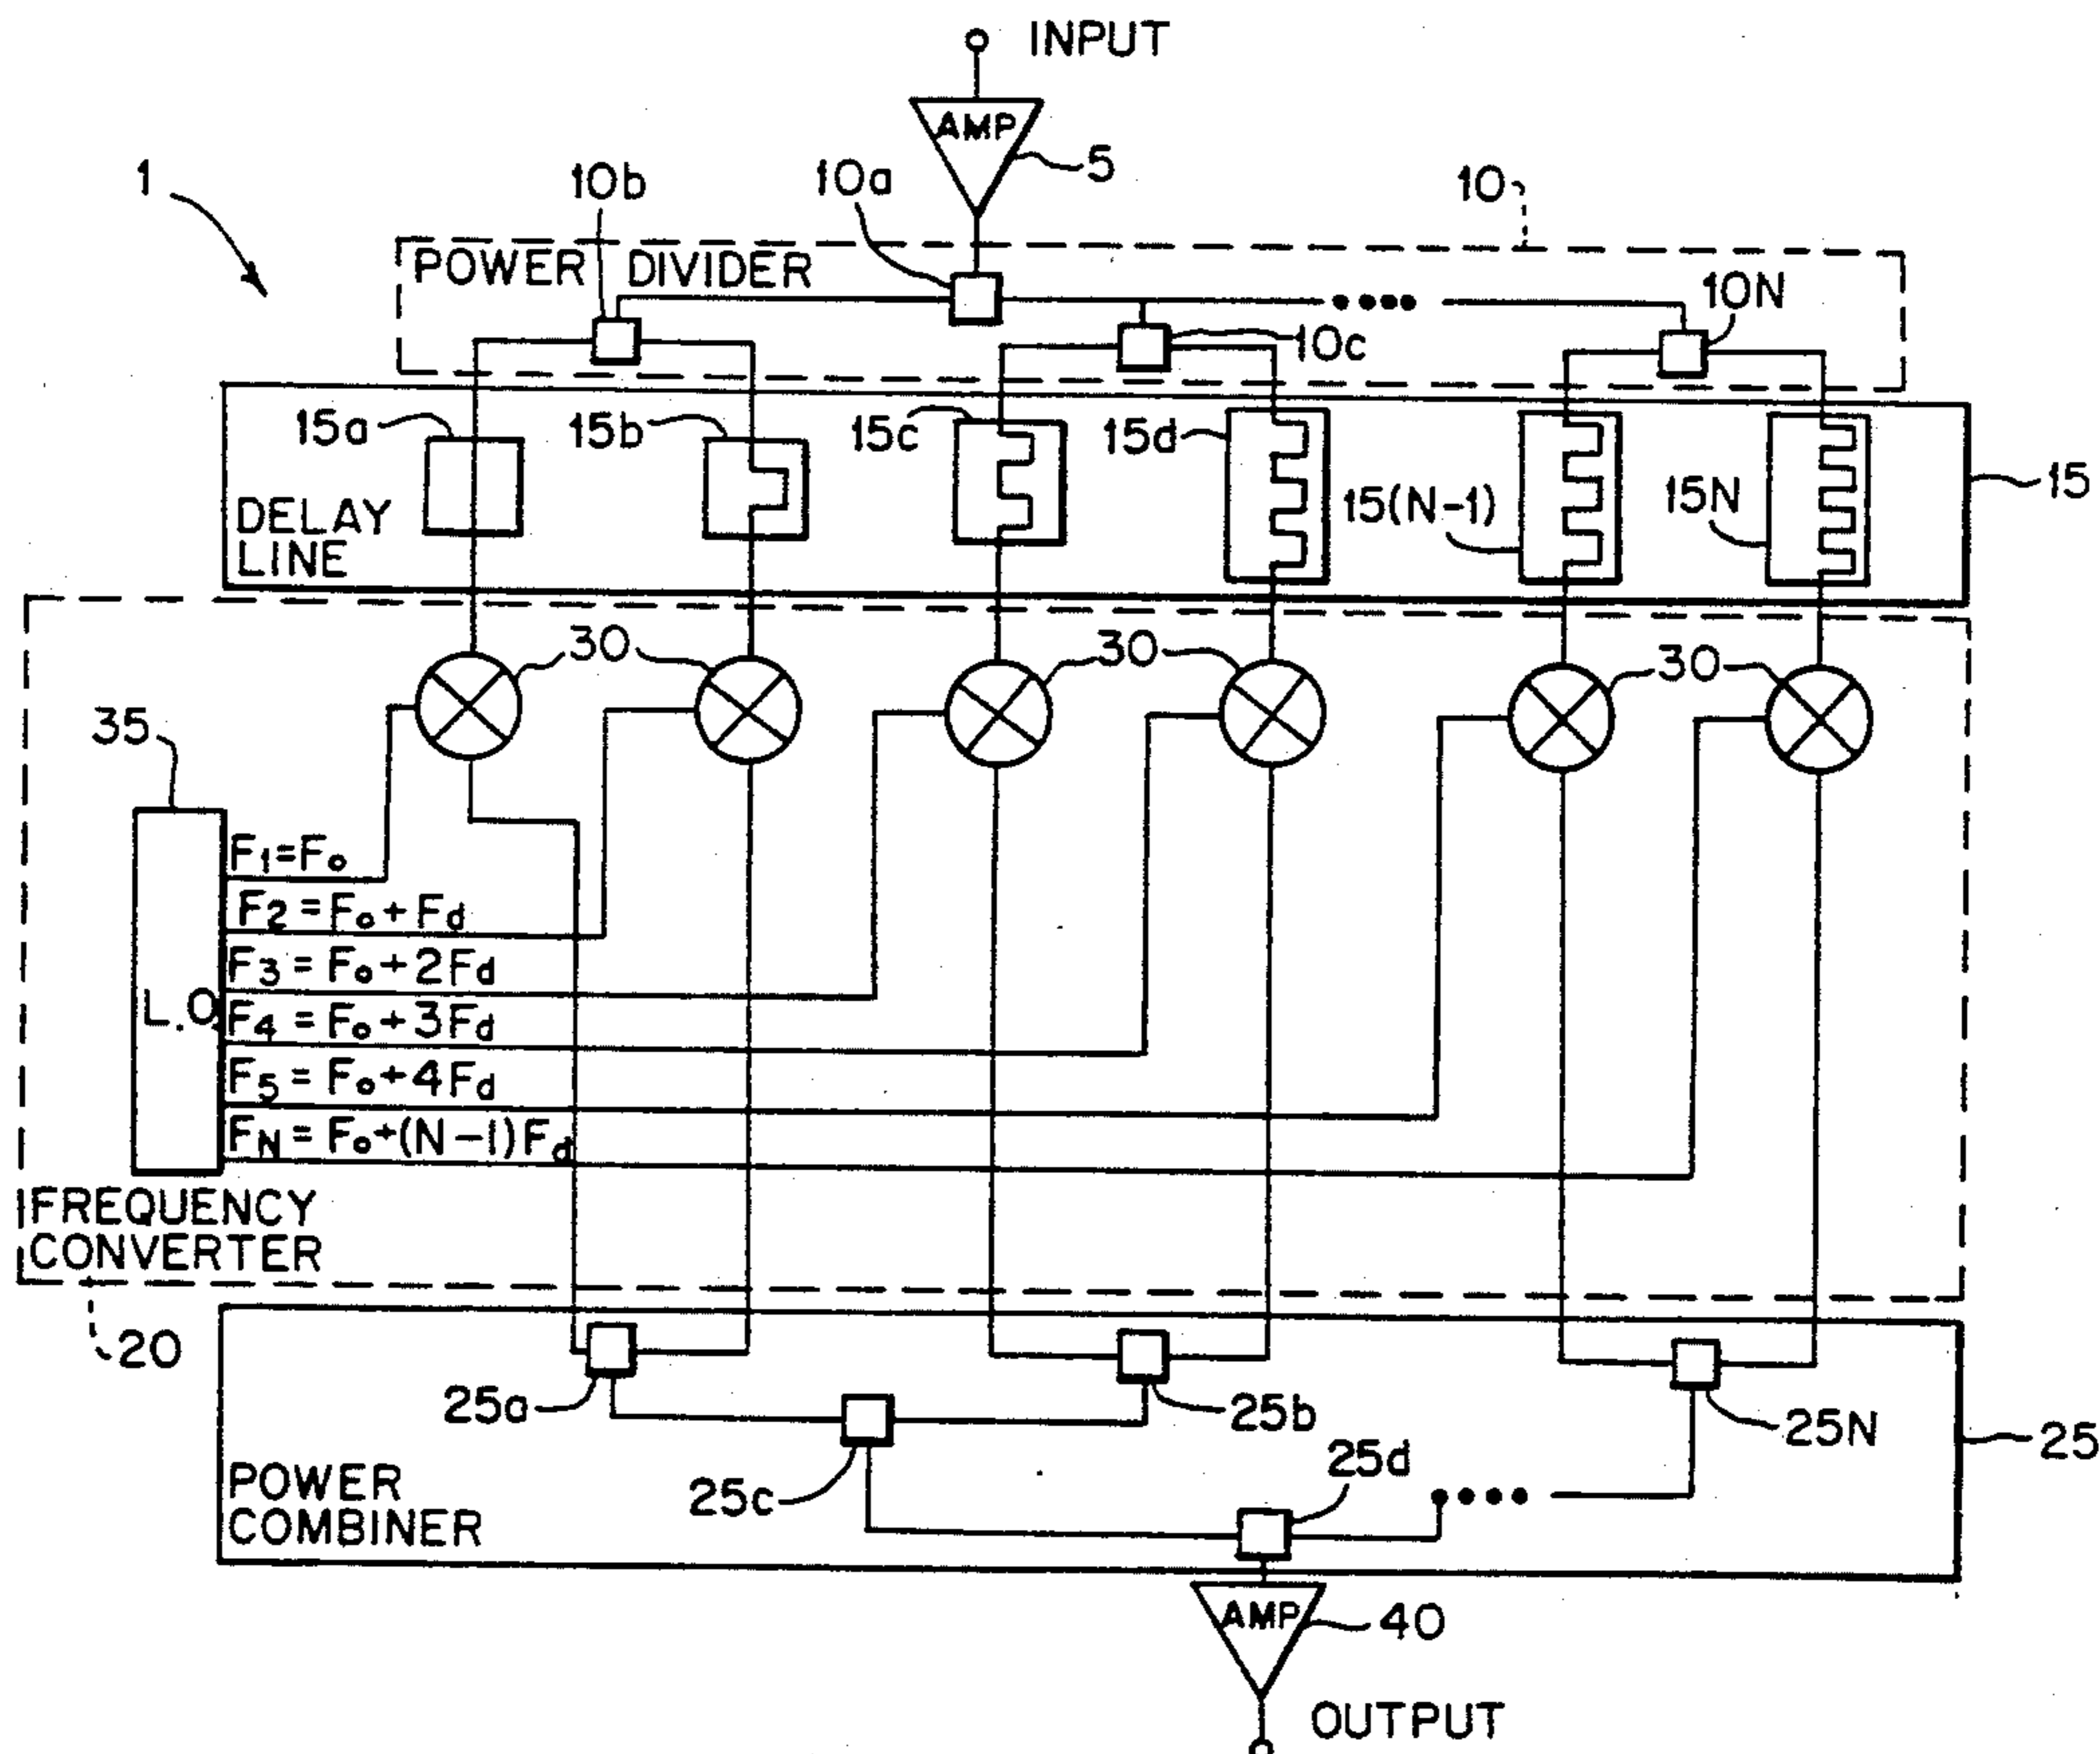 INPUT
AMP
5
1
10b
10a
10
POWER DIVIDER
10N
10c
15a
15b
15c
15d
15(N-1)
15N
15
DELAY
LINE
30
30
30
35
F1=Fo
F2=Fo+Fd
F3=Fo+2Fd
L.O.
F4=Fo+3Fd
F5=Fo+4Fd
FN=Fo+(N-1)Fd
FREQUENCY
CONVERTER
20
25a
25b
25N
25
25c
25d
POWER
COMBINER
AMP
40
OUTPUT